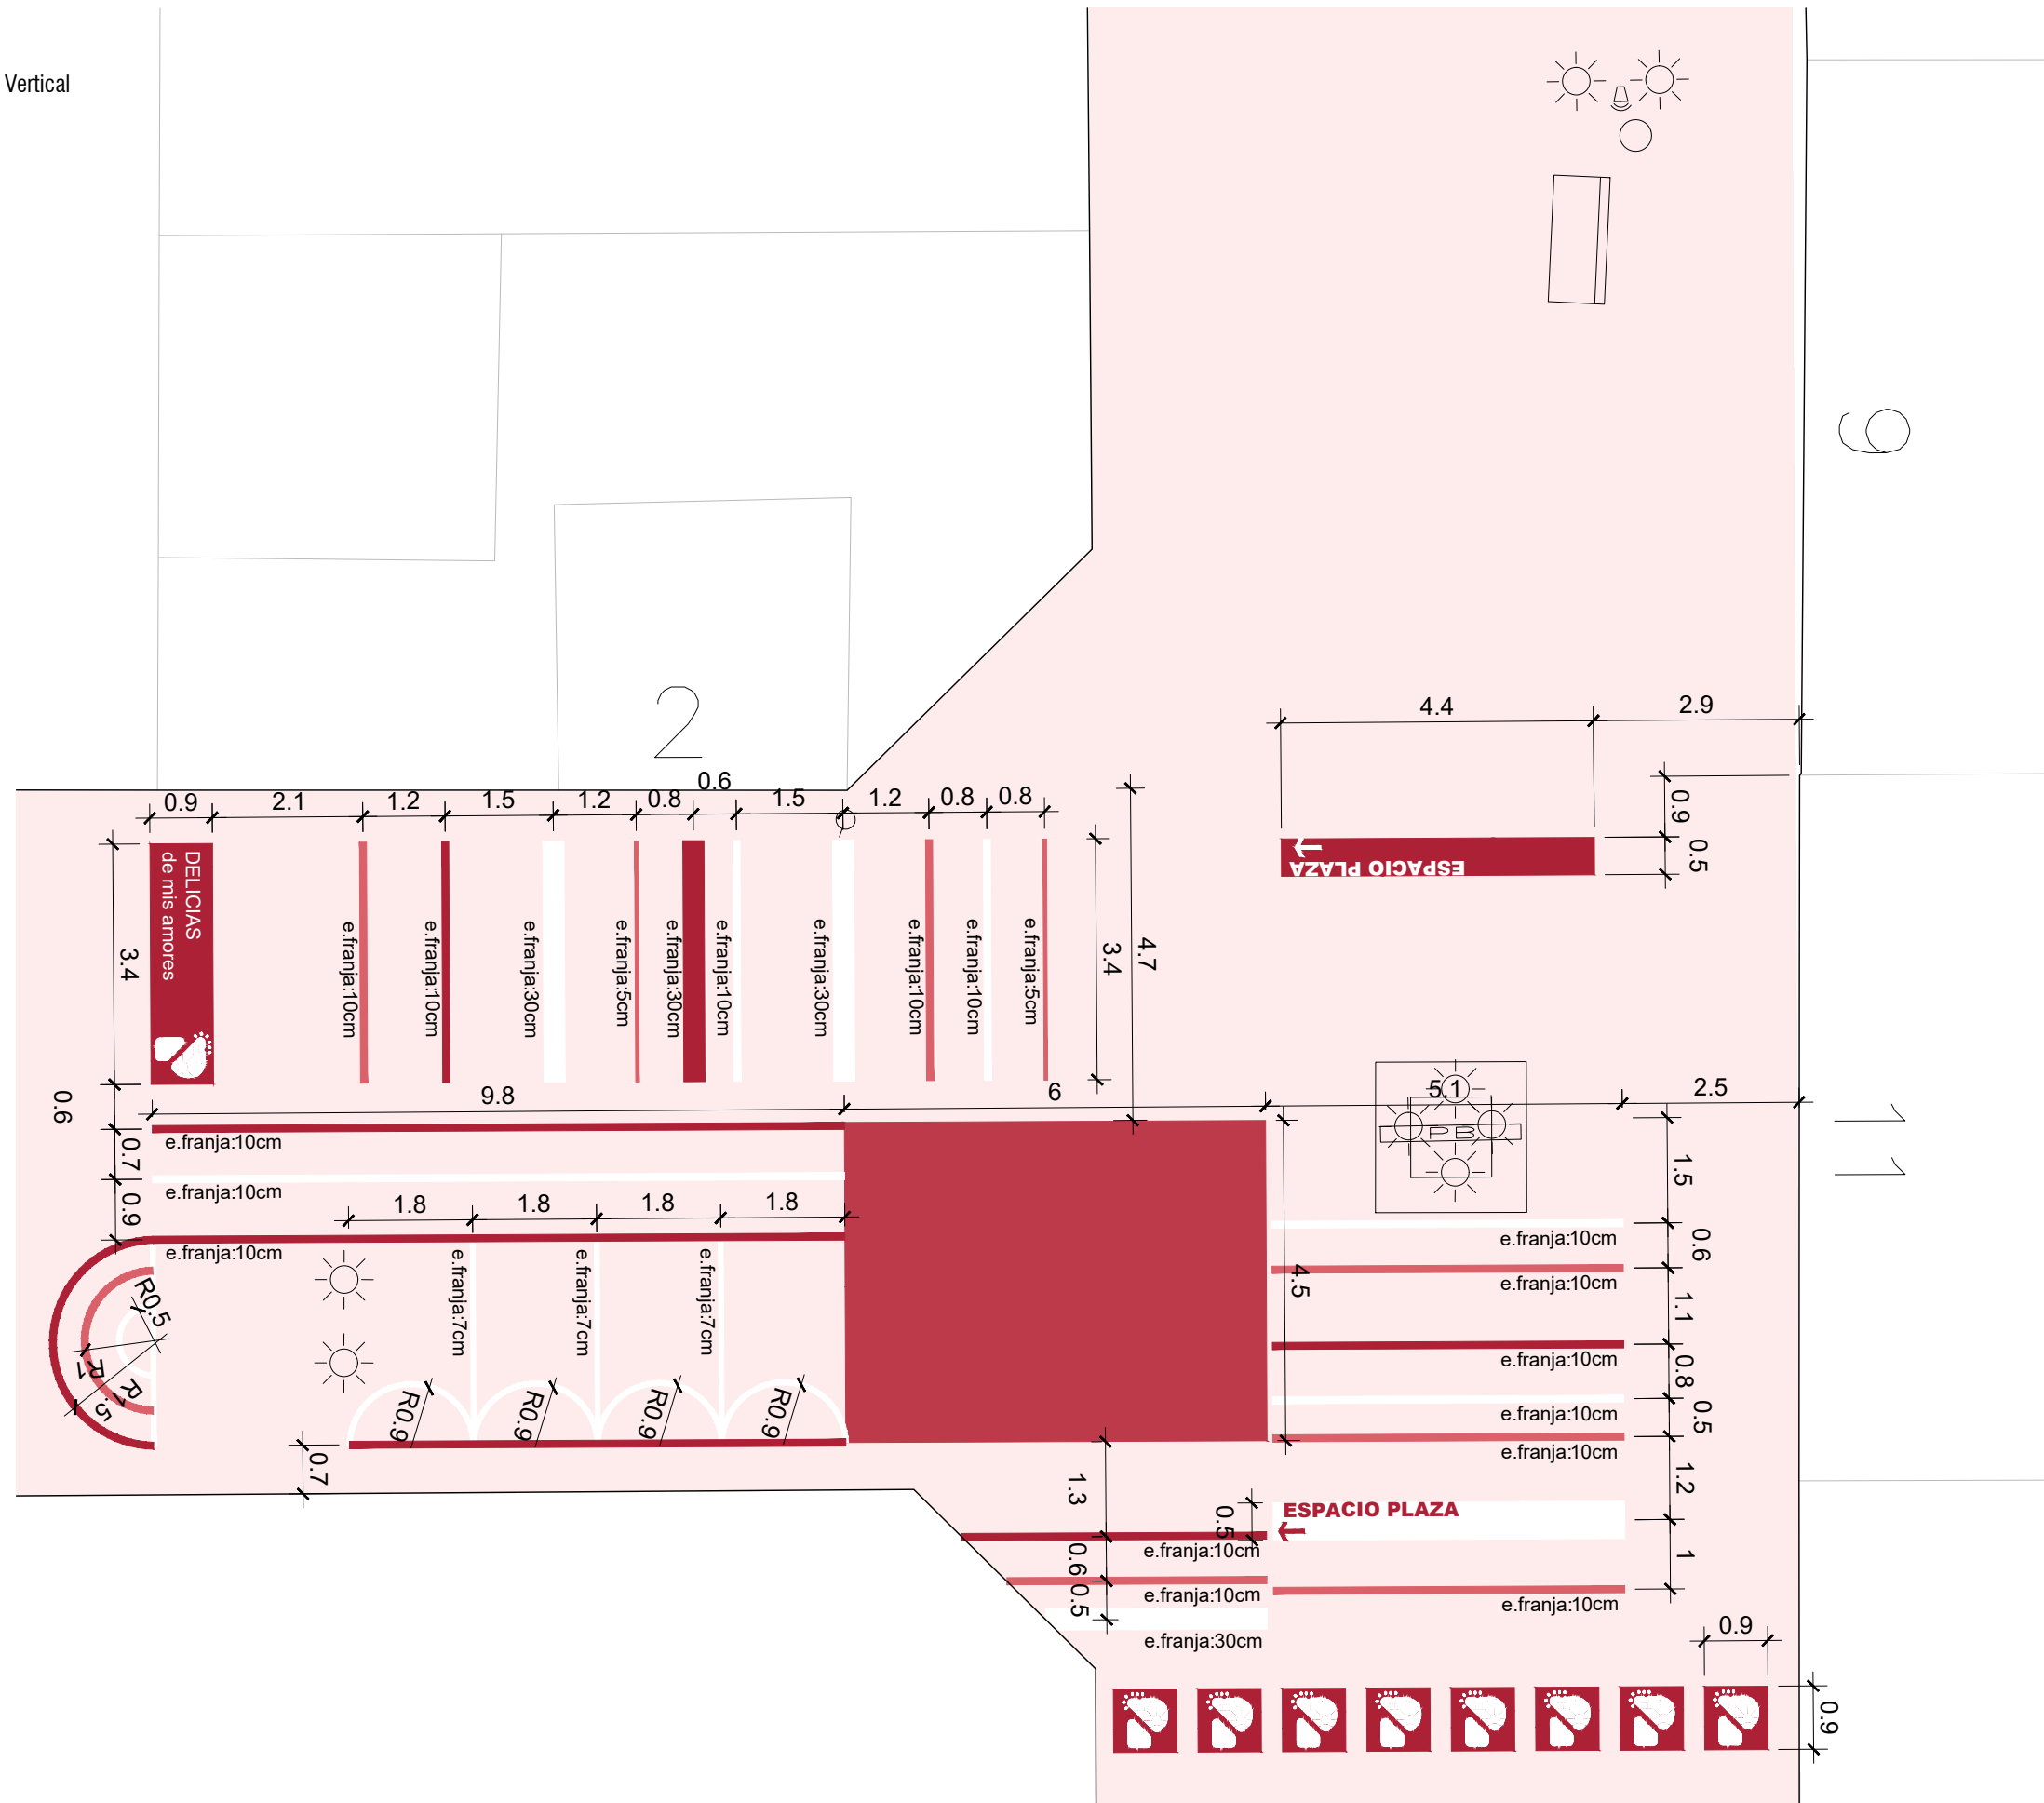 Vertical
6
2
4.4
2.9
0.6
0.9
2.1
1.2
1.5
1.2
0.8
1.5
1.2
0.8
0.8
0.9
0.5
ESPACIO PLAZA
DELICIAS
de mis amores
3.4
e.franja:10cm
e.franja:10cm
e.franja:30cm
e.franja:5cm
e.franja:30cm
e.franja:10cm
e.franja:30cm
e.franja:10cm
e.franja:10cm
e.franja:5cm
3.4
4.7
9.8
6
5.1
2.5
PB
11
0.6
0.7
0.9
e.franja:10cm
e.franja:10cm
e.franja:10cm
1.8
1.8
1.8
1.8
e.franja:7cm
e.franja:7cm
e.franja:7cm
R0.5
R1
R1.5
R0.9
R0.9
R0.9
R0.9
0.7
4.5
1.5
e.franja:10cm
0.6
e.franja:10cm
1.1
e.franja:10cm
0.8
e.franja:10cm
0.5
e.franja:10cm
1.2
1.3
0.5
ESPACIO PLAZA
e.franja:10cm
0.6
1
e.franja:10cm
0.5
e.franja:10cm
e.franja:30cm
0.9
0.9